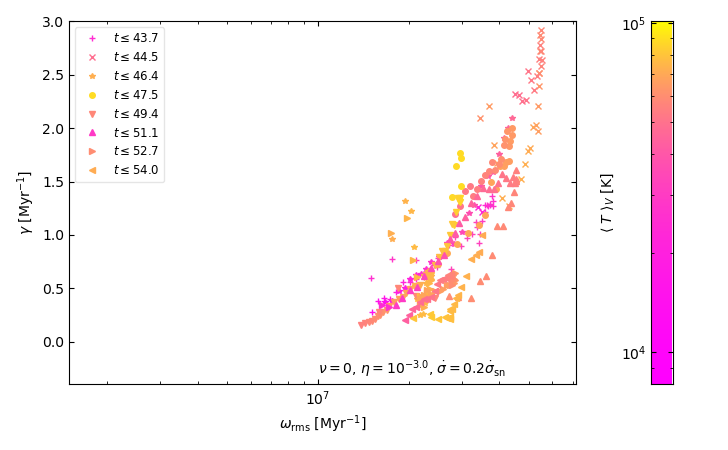 3.0
2.5
2.0
1.5
1.0
0.5
0.0
γ [Myr⁻¹]
t ≤ 43.7
t ≤ 44.5
t ≤ 46.4
t ≤ 47.5
t ≤ 49.4
t ≤ 51.1
t ≤ 52.7
t ≤ 54.0
ν = 0, η = 10⁻³·⁰, σ̇ = 0.2σ̇ₛₙ
10⁷
ω_rms [Myr⁻¹]
10⁵
10⁴
⟨ T ⟩_V [K]